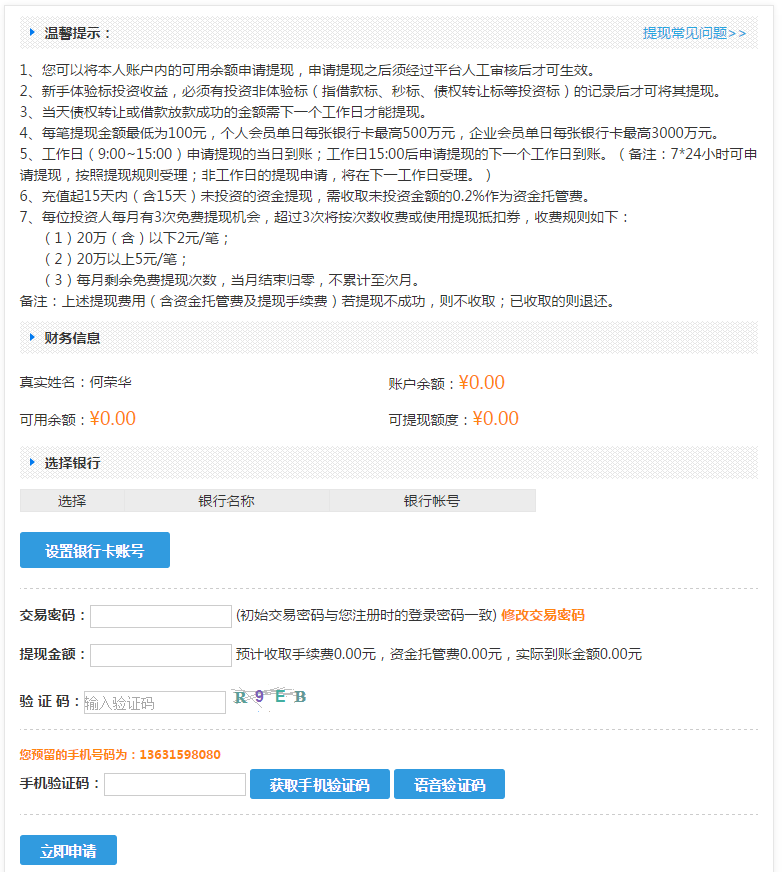 温馨提示：
提现常见问题>>
1、您可以将本人账户内的可用余额申请提现，申请提现之后须经过平台人工审核后才可生效。
2、新手体验标投资收益，必须有投资非体验标（指借款标、秒标、债权转让标等投资标）的记录后才可将其提现。
3、当天债权转让或借款放款成功的金额需下一个工作日才能提现。
4、每笔提现金额最低为100元，个人会员单日每张银行卡最高500万元，企业会员单日每张银行卡最高3000万元。
5、工作日（9:00~15:00）申请提现的当日到账；工作日15:00后申请提现的下一个工作日到账。（备注：7*24小时可申
请提现，按照提现规则受理；非工作日的提现申请，将在下一工作日受理。）
6、充值起15天内（含15天）未投资的资金提现，需收取未投资金额的0.2%作为资金托管费。
7、每位投资人每月有3次免费提现机会，超过3次将按次数收费或使用提现抵扣券，收费规则如下：
（1）20万（含）以下2元/笔；
（2）20万以上5元/笔；
（3）每月剩余免费提现次数，当月结束归零，不累计至次月。
备注：上述提现费用（含资金托管费及提现手续费）若提现不成功，则不收取；已收取的则退还。
财务信息
真实姓名：何荣华
账户余额：¥0.00
可用余额：¥0.00
可提现额度：¥0.00
选择银行
选择 银行名称 银行帐号
设置银行卡账号
交易密码： (初始交易密码与您注册时的登录密码一致) 修改交易密码
提现金额： 预计收取手续费0.00元，资金托管费0.00元，实际到账金额0.00元
验 证 码：输入验证码 R9EB
您预留的手机号码为：13631598080
手机验证码： 获取手机验证码 语音验证码
立即申请